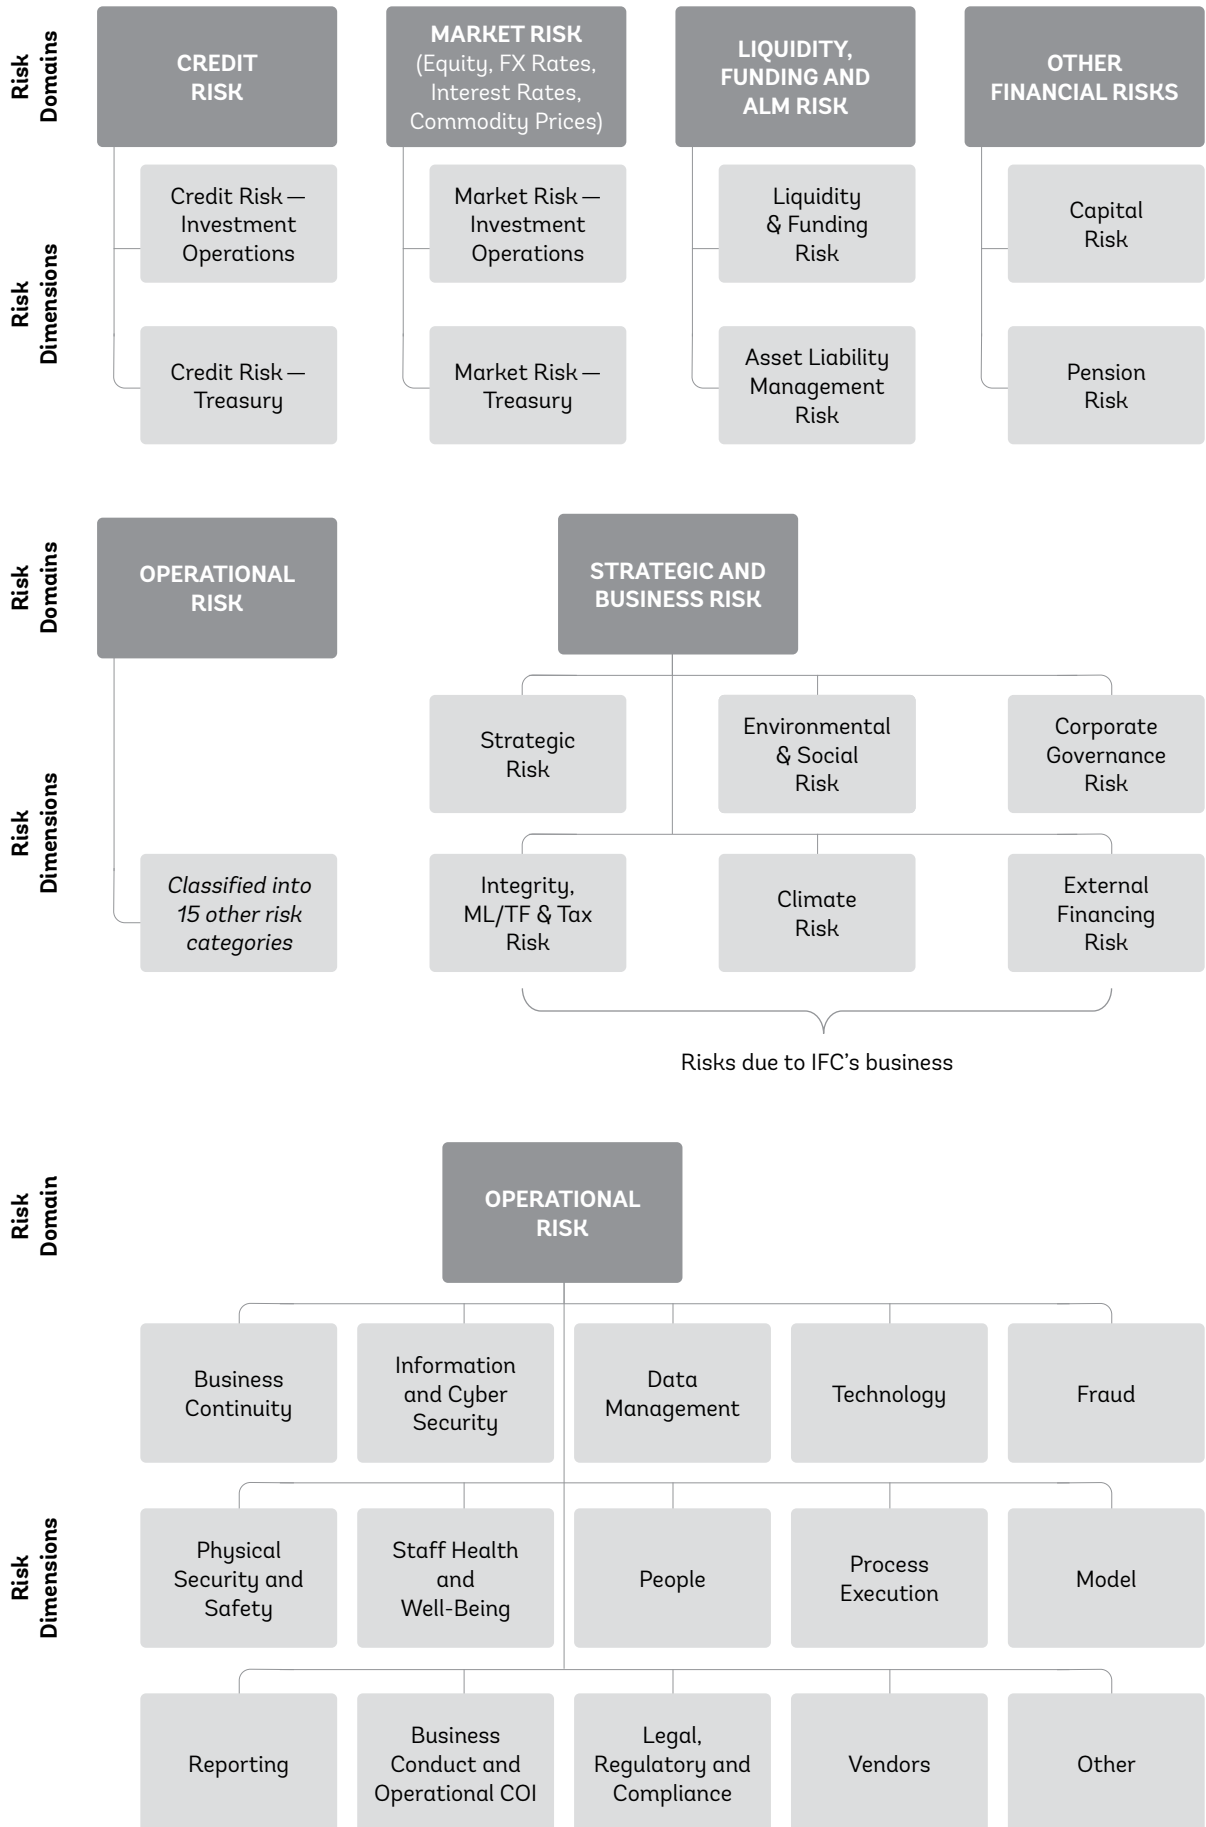 Risk
Domains
CREDIT
RISK
MARKET RISK
(Equity, FX Rates,
Interest Rates,
Commodity Prices)
LIQUIDITY,
FUNDING AND
ALM RISK
OTHER
FINANCIAL RISKS
Risk
Dimensions
Credit Risk —
Investment
Operations
Market Risk —
Investment
Operations
Liquidity
& Funding
Risk
Capital
Risk
Credit Risk —
Treasury
Market Risk —
Treasury
Asset Liability
Management
Risk
Pension
Risk
Risk
Domains
OPERATIONAL
RISK
STRATEGIC AND
BUSINESS RISK
Risk
Dimensions
Strategic
Risk
Environmental
& Social
Risk
Corporate
Governance
Risk
Classified into
15 other risk
categories
Integrity,
ML/TF & Tax
Risk
Climate
Risk
External
Financing
Risk
Risks due to IFC’s business
Risk
Domain
OPERATIONAL
RISK
Risk
Dimensions
Business
Continuity
Information
and Cyber
Security
Data
Management
Technology
Fraud
Physical
Security and
Safety
Staff Health
and
Well-Being
People
Process
Execution
Model
Reporting
Business
Conduct and
Operational COI
Legal,
Regulatory and
Compliance
Vendors
Other